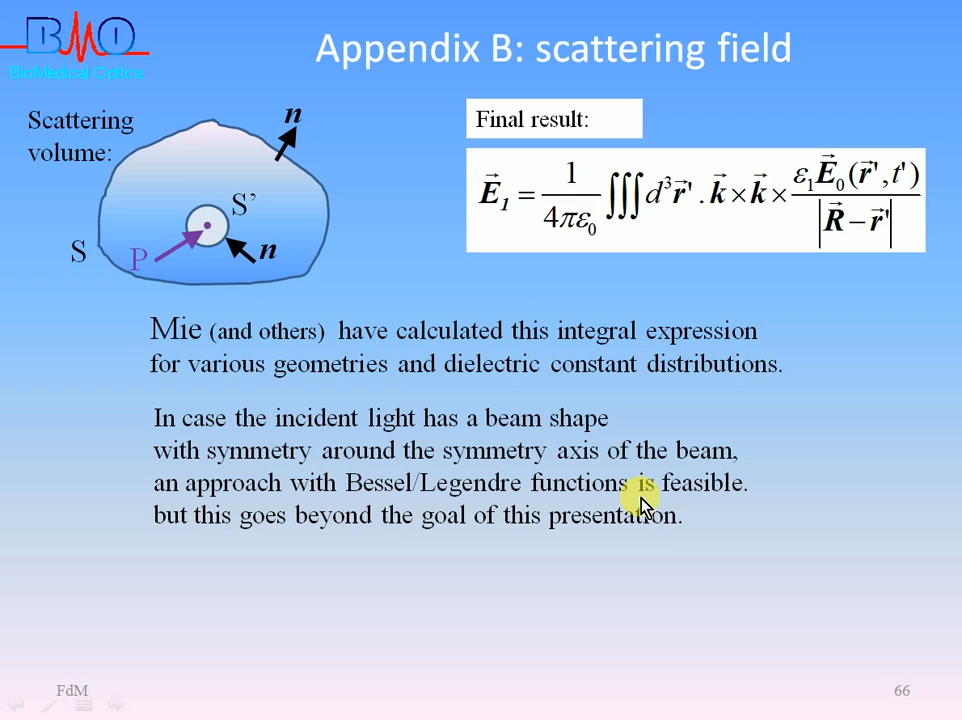 BMO
BioMedical Optics
Appendix B: scattering field
Scattering
volume:
n
S'
S
P
n
Final result:
E⃗₁ = 1/(4πε₀) ∭ d³r⃗'. k⃗ × k⃗ × ε₁E⃗₀(r⃗', t') / |R⃗ − r⃗'|
Mie (and others) have calculated this integral expression
for various geometries and dielectric constant distributions.
In case the incident light has a beam shape
with symmetry around the symmetry axis of the beam,
an approach with Bessel/Legendre functions is feasible.
but this goes beyond the goal of this presentation.
FdM
66